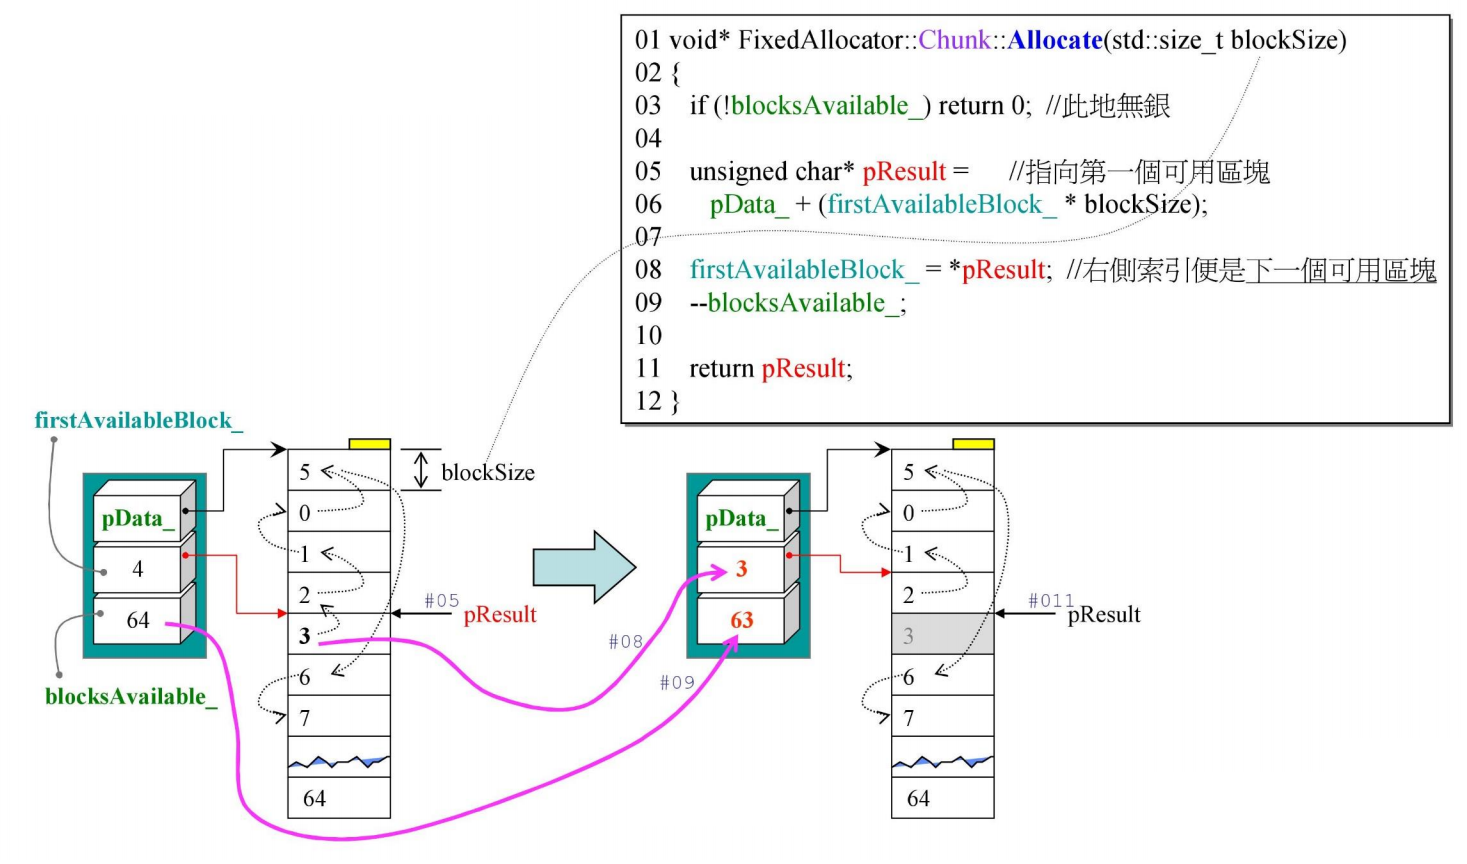 01 void* FixedAllocator::Chunk::Allocate(std::size_t blockSize)
02 {
03 if (!blocksAvailable_) return 0; //此地無銀
04
05 unsigned char* pResult = //指向第一個可用區塊
06 pData_ + (firstAvailableBlock_ * blockSize);
07
08 firstAvailableBlock_ = *pResult; //右側索引便是下一個可用區塊
09 --blocksAvailable_;
10
11 return pResult;
12 }
firstAvailableBlock_
pData_
4
64
blocksAvailable_
5
0
1
2
3
6
7
64
blockSize
#05
pResult
#08
#09
pData_
3
63
5
0
1
2
3
6
7
64
#011
pResult